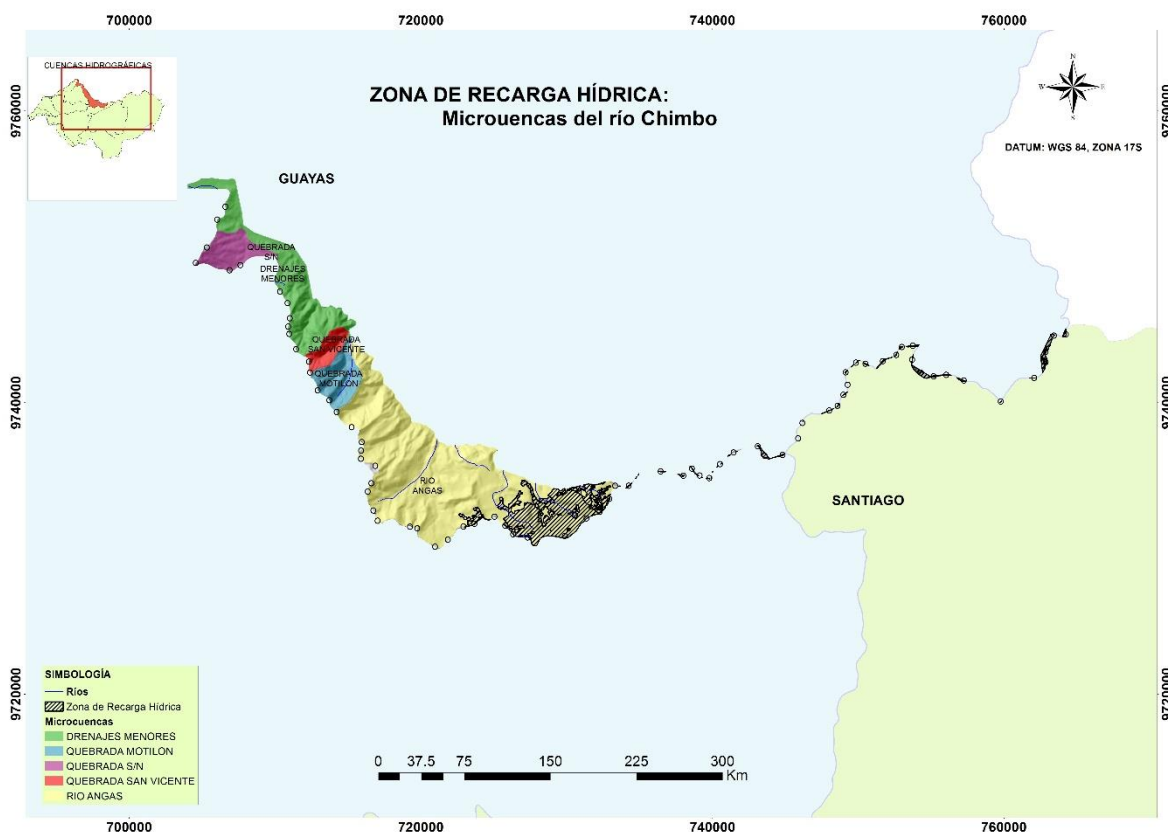 700000 720000 740000 760000
CUENCAS HIDROGRÁFICAS
ZONA DE RECARGA HÍDRICA:
Microuencas del río Chimbo
N
W E
S
DATUM: WGS 84, ZONA 17S
9760000 9760000
GUAYAS
QUEBRADA
S/N
DRENAJES
MENORES
QUEBRADA
SAN VICENTE
QUEBRADA
MOTILON
9740000 9740000
RIO
ANGAS
SANTIAGO
SIMBOLOGÍA
Ríos
Zona de Recarga Hídrica
Microcuencas
DRENAJES MENORES
QUEBRADA MOTILON
QUEBRADA S/N
QUEBRADA SAN VICENTE
RIO ANGAS
9720000 9720000
0 37.5 75 150 225 300
Km
700000 720000 740000 760000